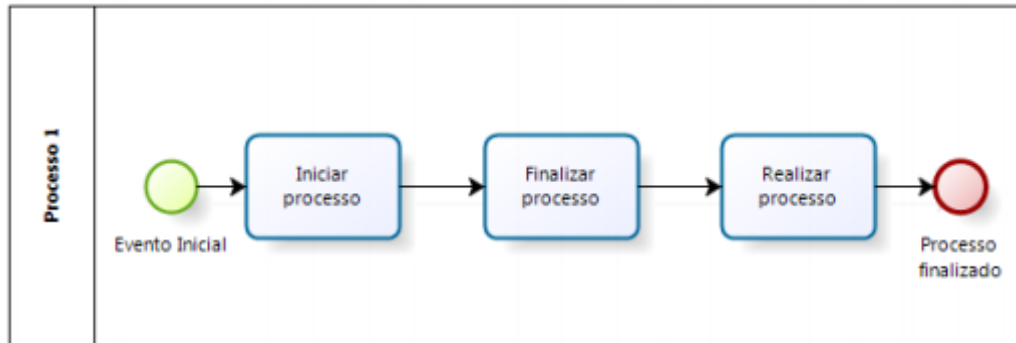 Processo 1
Evento Inicial
Iniciar
processo
Finalizar
processo
Realizar
processo
Processo
finalizado